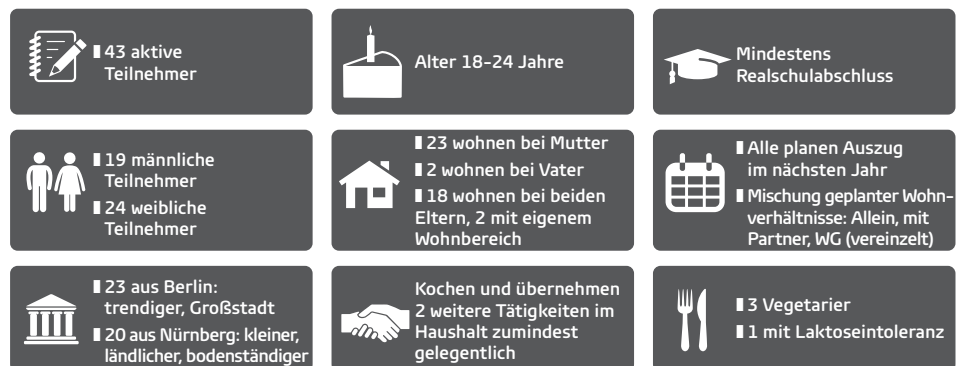 ▮ 43 aktive
Teilnehmer
Alter 18-24 Jahre
Mindestens
Realschulabschluss
▮ 19 männliche
Teilnehmer
▮ 24 weibliche
Teilnehmer
▮ 23 wohnen bei Mutter
▮ 2 wohnen bei Vater
▮ 18 wohnen bei beiden
Eltern, 2 mit eigenem
Wohnbereich
▮ Alle planen Auszug
im nächsten Jahr
▮ Mischung geplanter Wohn-
verhältnisse: Allein, mit
Partner, WG (vereinzelt)
▮ 23 aus Berlin:
trendiger, Großstadt
▮ 20 aus Nürnberg: kleiner,
ländlicher, bodenständiger
Kochen und übernehmen
2 weitere Tätigkeiten im
Haushalt zumindest
gelegentlich
▮ 3 Vegetarier
▮ 1 mit Laktoseintoleranz